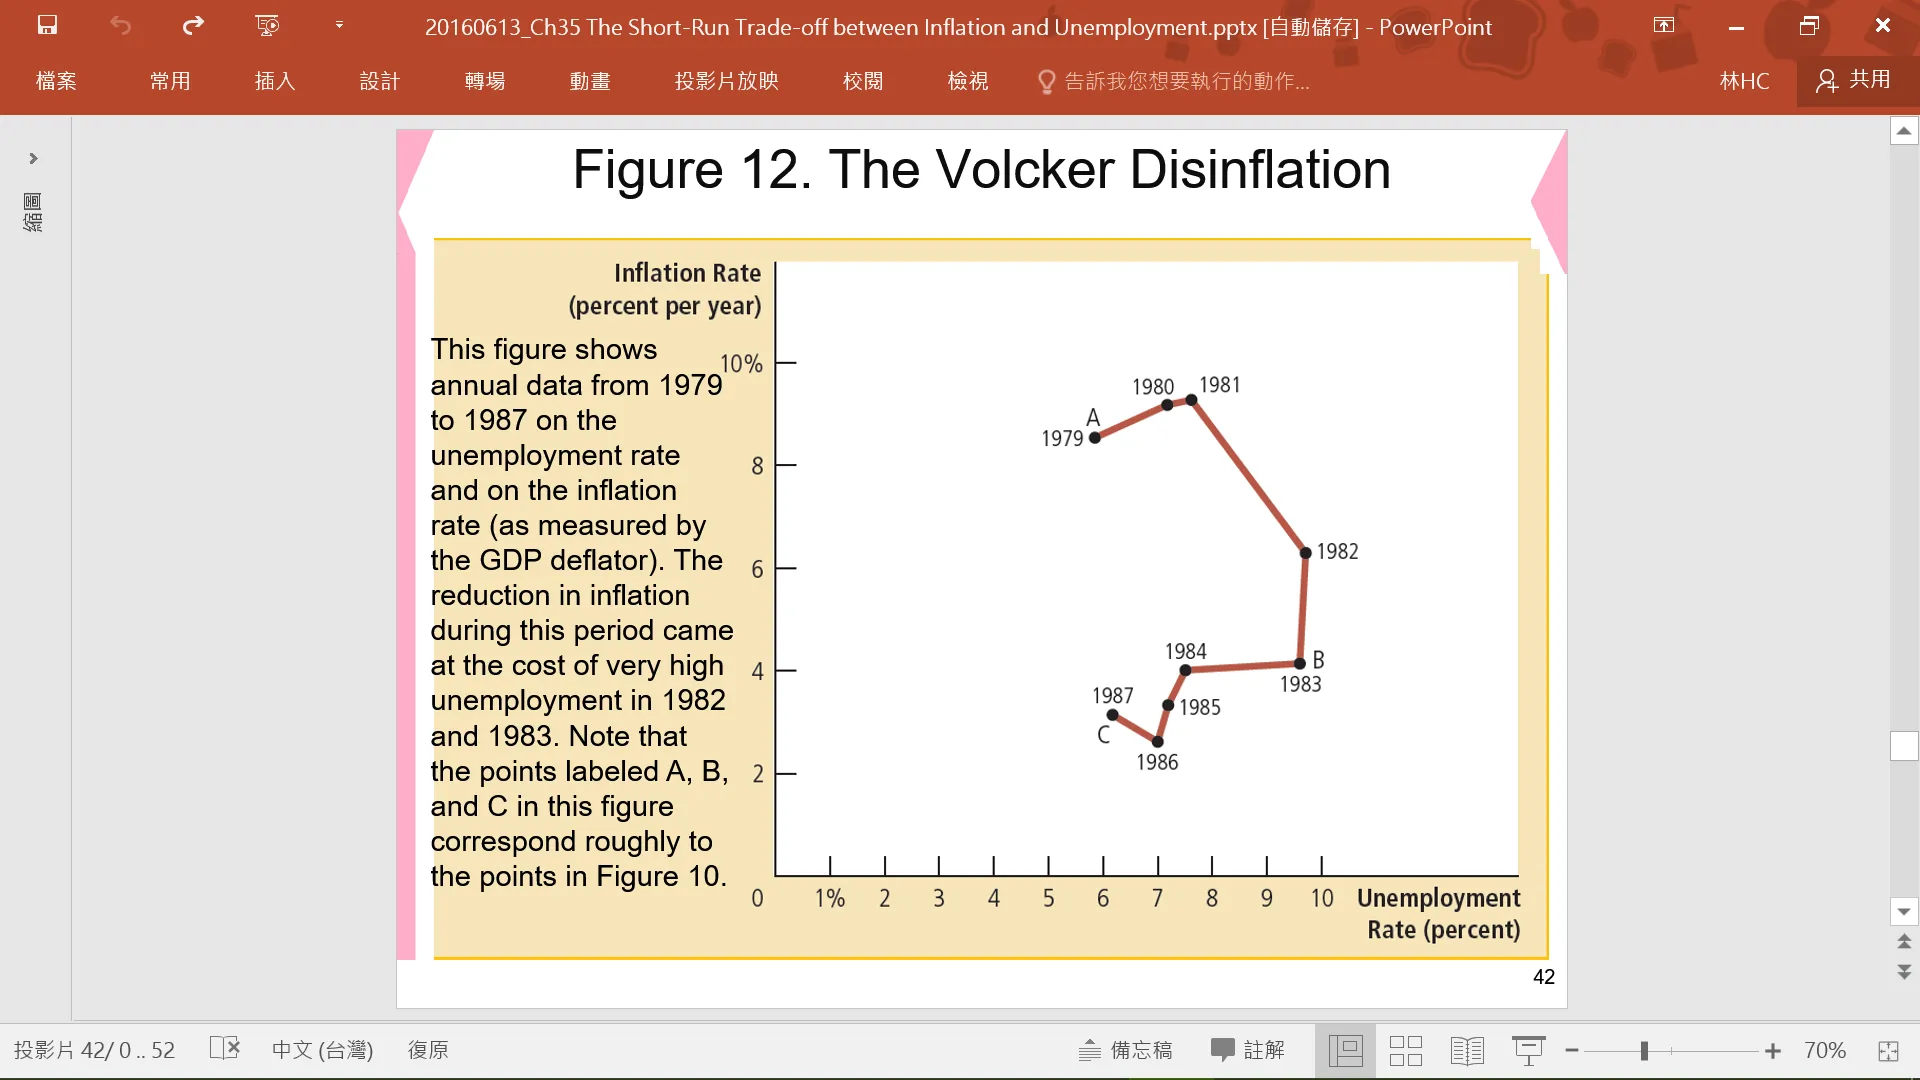 20160613_Ch35 The Short-Run Trade-off between Inflation and Unemployment.pptx [自動儲存] - PowerPoint
檔案 常用 插入 設計 轉場 動畫 投影片放映 校閱 檢視 告訴我您想要執行的動作... 林HC 共用
縮圖
Figure 12. The Volcker Disinflation
Inflation Rate
(percent per year)
This figure shows
annual data from 1979
to 1987 on the
unemployment rate
and on the inflation
rate (as measured by
the GDP deflator). The
reduction in inflation
during this period came
at the cost of very high
unemployment in 1982
and 1983. Note that
the points labeled A, B,
and C in this figure
correspond roughly to
the points in Figure 10.
10%
8
6
4
2
1980 1981
A
1979
1982
1984
B
1983
1987
1985
C
1986
0 1% 2 3 4 5 6 7 8 9 10 Unemployment
Rate (percent)
42
投影片 42/ 0 .. 52 中文 (台灣) 復原 備忘稿 註解 70%